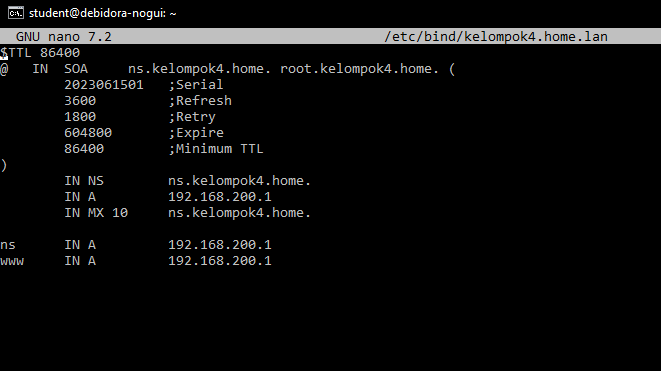 student@debidora-nogui: ~
GNU nano 7.2 /etc/bind/kelompok4.home.lan
$TTL 86400
@ IN SOA ns.kelompok4.home. root.kelompok4.home. (
2023061501 ;Serial
3600 ;Refresh
1800 ;Retry
604800 ;Expire
86400 ;Minimum TTL
)
IN NS ns.kelompok4.home.
IN A 192.168.200.1
IN MX 10 ns.kelompok4.home.
ns IN A 192.168.200.1
www IN A 192.168.200.1